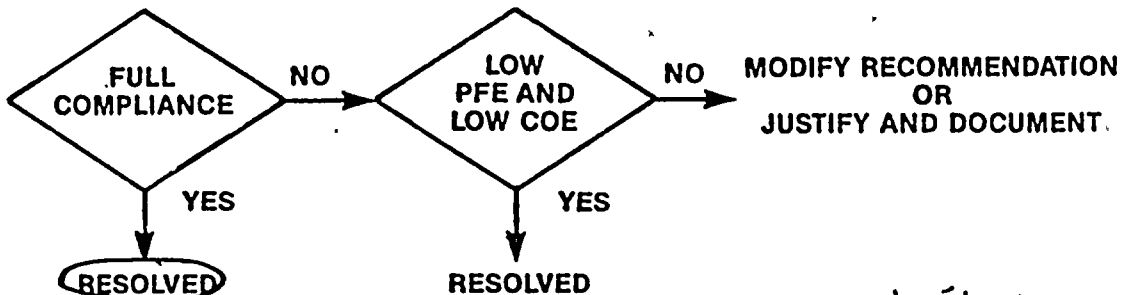 FULL
COMPLIANCE
NO
LOW
PFE AND
LOW COE
NO
MODIFY RECOMMENDATION
OR
JUSTIFY AND DOCUMENT
YES
YES
RESOLVED
RESOLVED